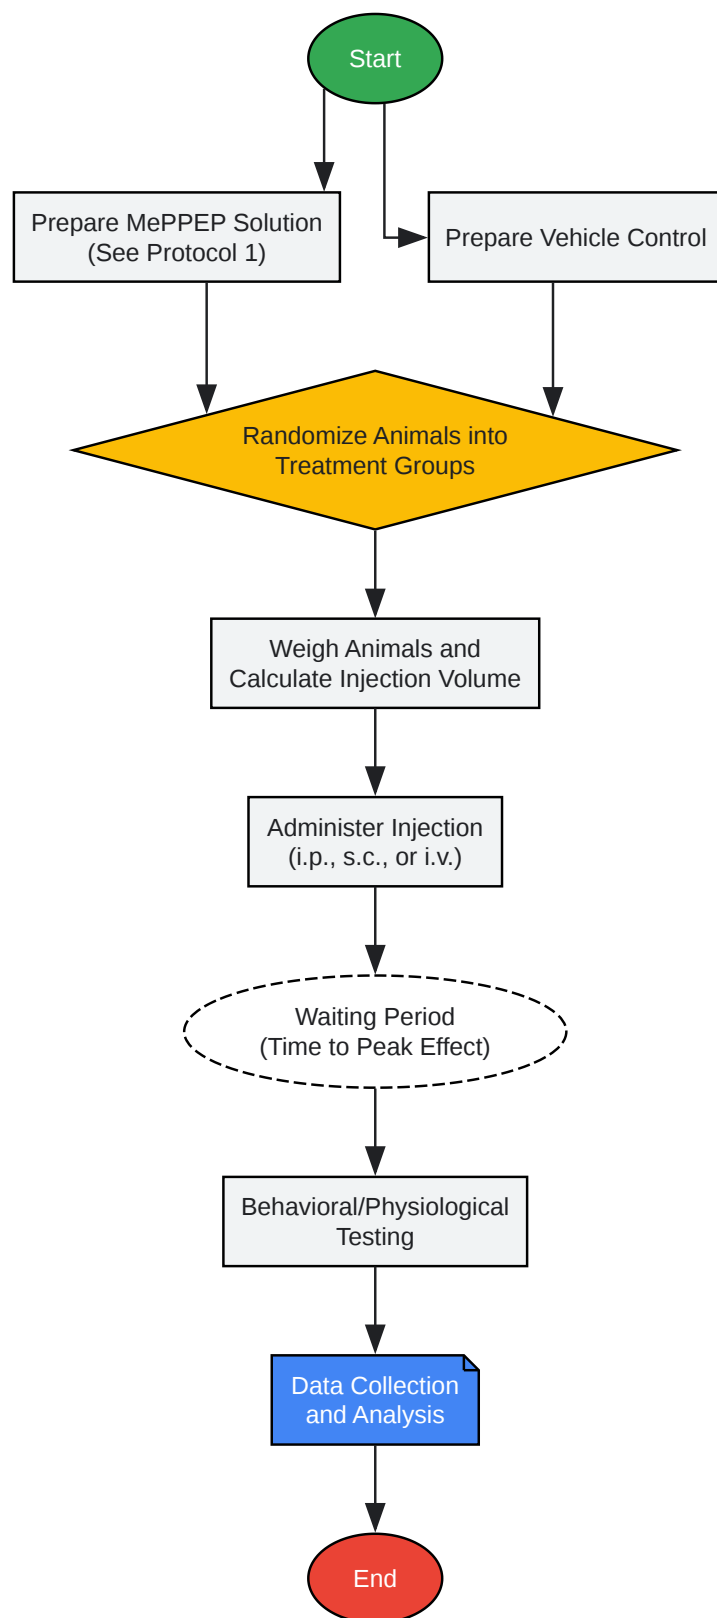 Start
Prepare MePPEP Solution
(See Protocol 1)
Prepare Vehicle Control
Randomize Animals into
Treatment Groups
Weigh Animals and
Calculate Injection Volume
Administer Injection
(i.p., s.c., or i.v.)
Waiting Period
(Time to Peak Effect)
Behavioral/Physiological
Testing
Data Collection
and Analysis
End